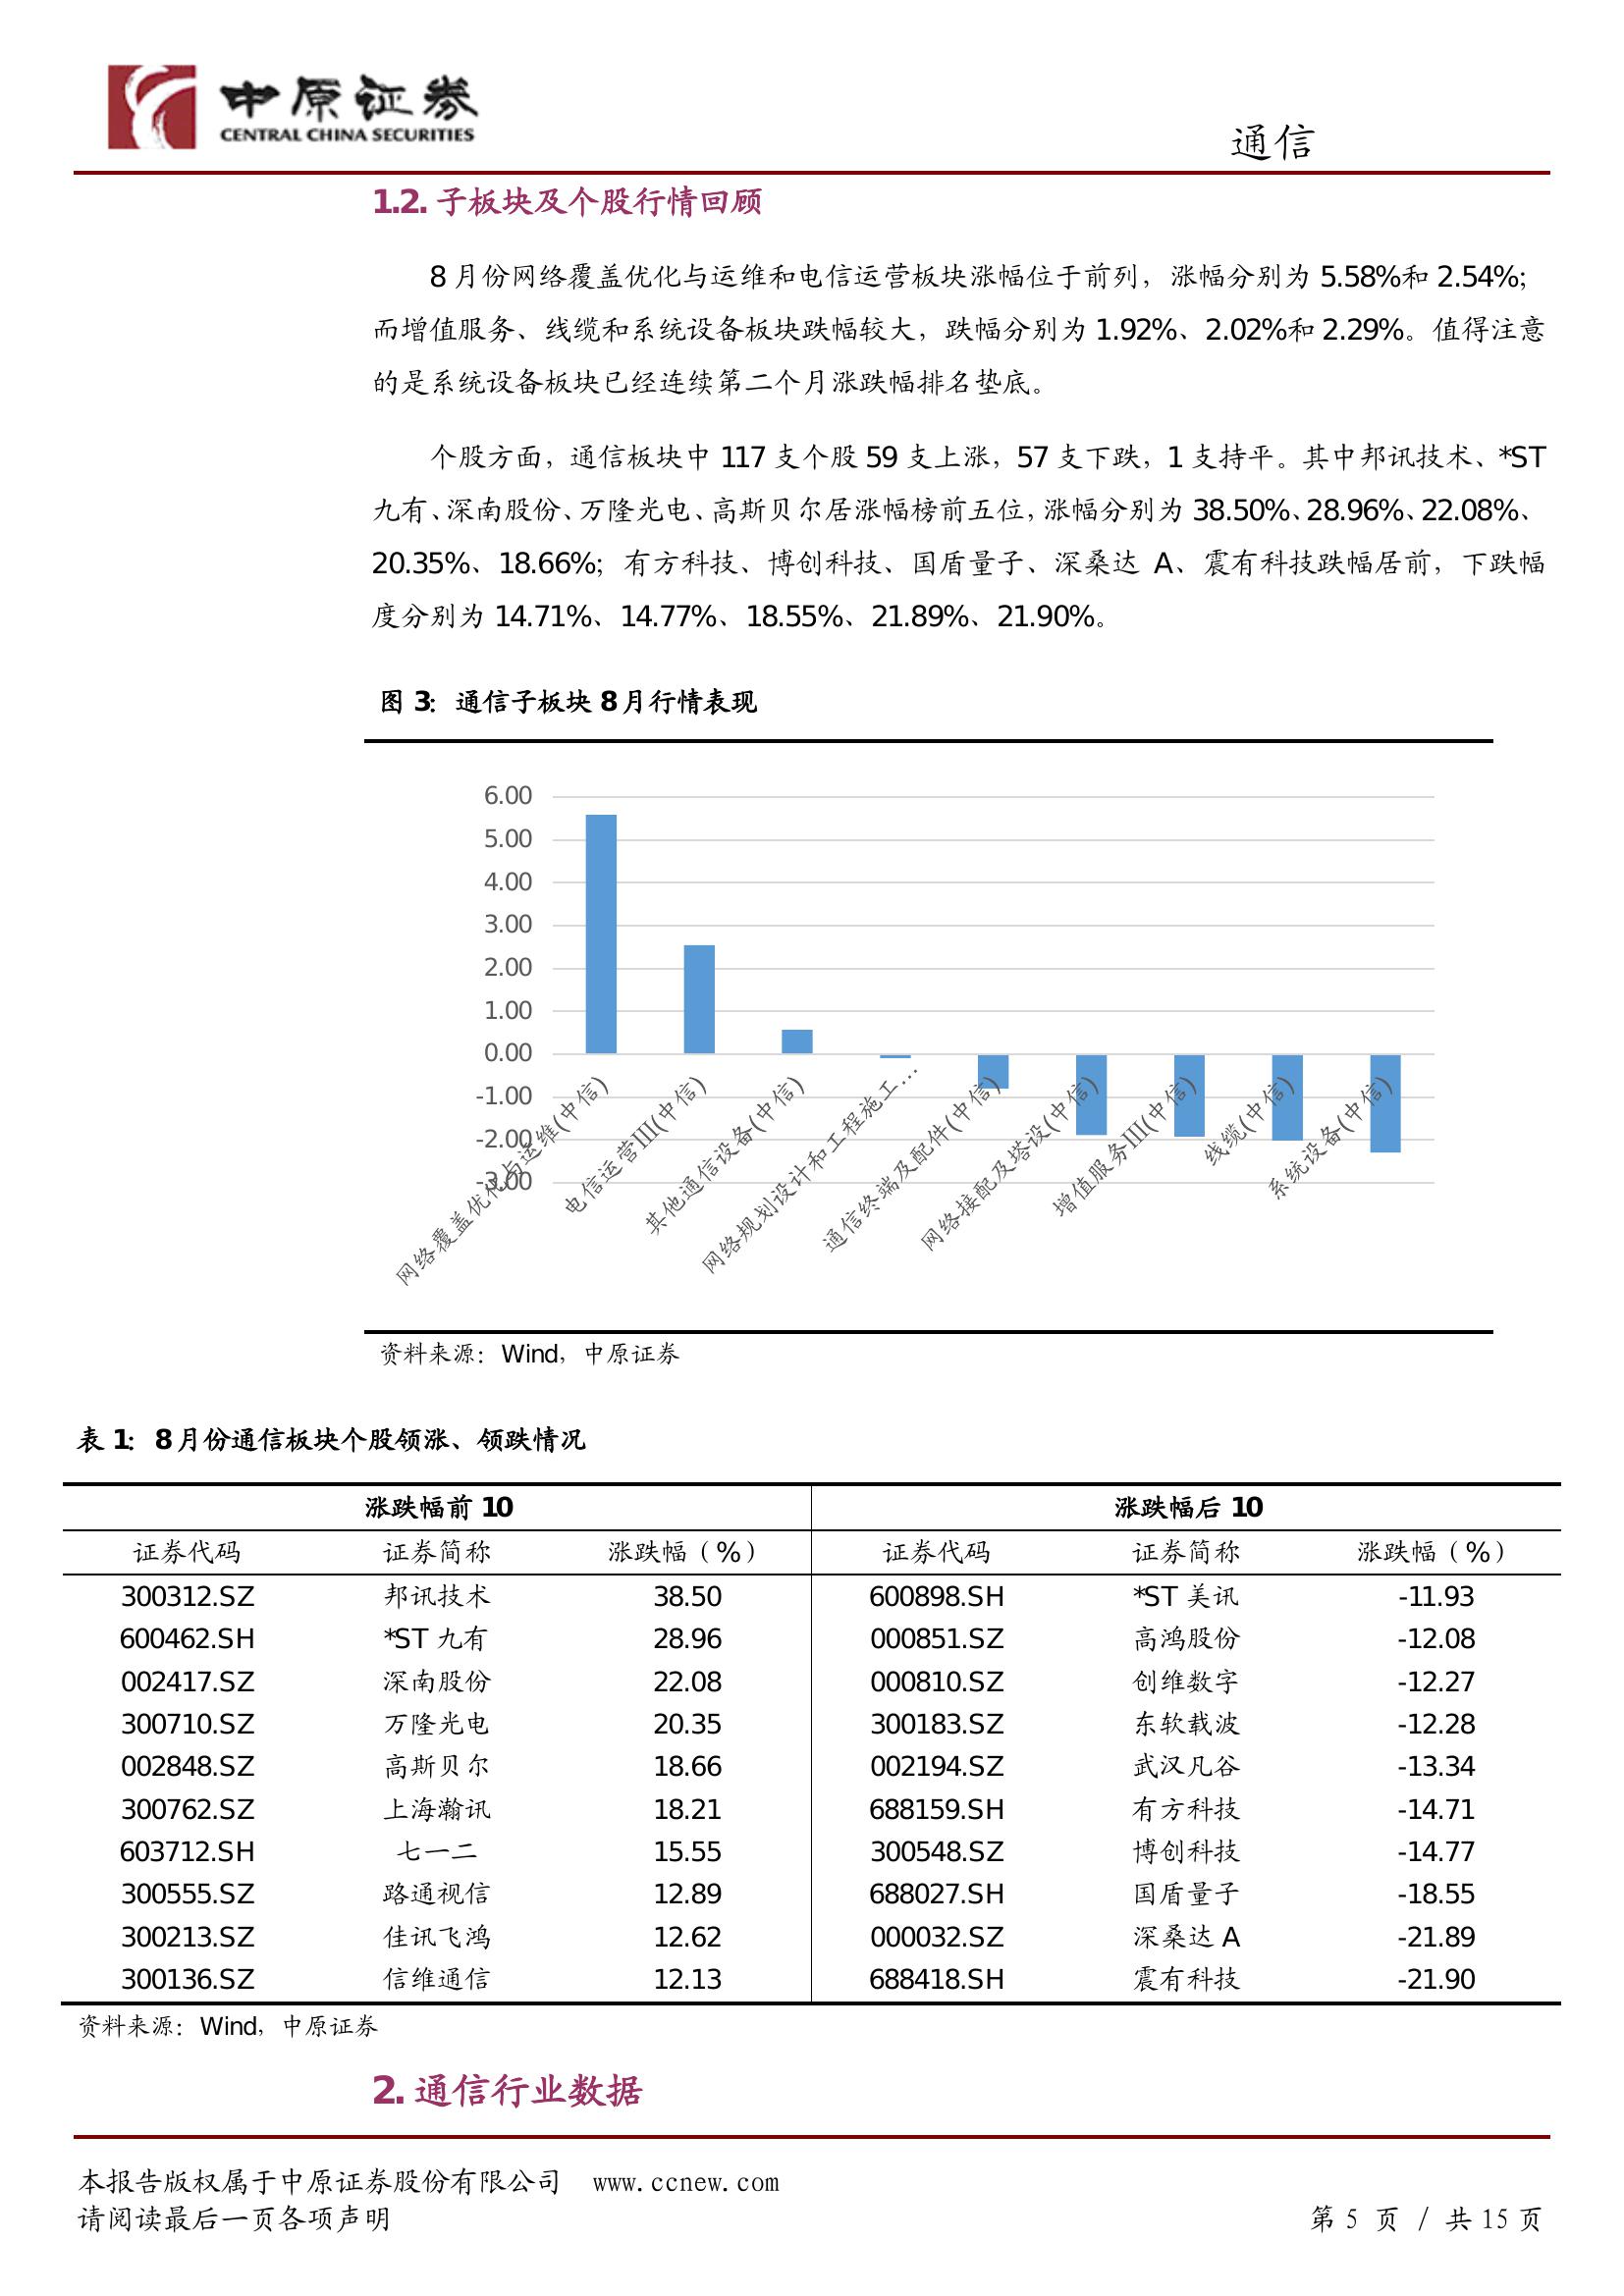 中原证券
CENTRAL CHINA SECURITIES
通信
1.2. 子板块及个股行情回顾
8 月份网络覆盖优化与运维和电信运营板块涨幅位于前列，涨幅分别为 5.58%和 2.54%；
而增值服务、线缆和系统设备板块跌幅较大，跌幅分别为 1.92%、2.02%和 2.29%。值得注意
的是系统设备板块已经连续第二个月涨跌幅排名垫底。
个股方面，通信板块中 117 支个股 59 支上涨，57 支下跌，1 支持平。其中邦讯技术、*ST
九有、深南股份、万隆光电、高斯贝尔居涨幅榜前五位，涨幅分别为 38.50%、28.96%、22.08%、
20.35%、18.66%；有方科技、博创科技、国盾量子、深桑达 A、震有科技跌幅居前，下跌幅
度分别为 14.71%、14.77%、18.55%、21.89%、21.90%。
图 3：通信子板块 8 月行情表现
6.00
5.00
4.00
3.00
2.00
1.00
0.00
-1.00
-2.00
-3.00
网络覆盖优化与运维(中信)
电信运营III(中信)
其他通信设备(中信)
网络规划设计和工程施工…
通信终端及配件(中信)
网络接配及塔设(中信)
增值服务III(中信)
线缆(中信)
系统设备(中信)
资料来源：Wind，中原证券
表 1：8 月份通信板块个股领涨、领跌情况
涨跌幅前 10 涨跌幅后 10
证券代码 证券简称 涨跌幅（%） 证券代码 证券简称 涨跌幅（%）
300312.SZ 邦讯技术 38.50 600898.SH *ST 美讯 -11.93
600462.SH *ST 九有 28.96 000851.SZ 高鸿股份 -12.08
002417.SZ 深南股份 22.08 000810.SZ 创维数字 -12.27
300710.SZ 万隆光电 20.35 300183.SZ 东软载波 -12.28
002848.SZ 高斯贝尔 18.66 002194.SZ 武汉凡谷 -13.34
300762.SZ 上海瀚讯 18.21 688159.SH 有方科技 -14.71
603712.SH 七一二 15.55 300548.SZ 博创科技 -14.77
300555.SZ 路通视信 12.89 688027.SH 国盾量子 -18.55
300213.SZ 佳讯飞鸿 12.62 000032.SZ 深桑达 A -21.89
300136.SZ 信维通信 12.13 688418.SH 震有科技 -21.90
资料来源：Wind，中原证券
2. 通信行业数据
本报告版权属于中原证券股份有限公司 www.ccnew.com
请阅读最后一页各项声明 第 5 页 / 共 15 页